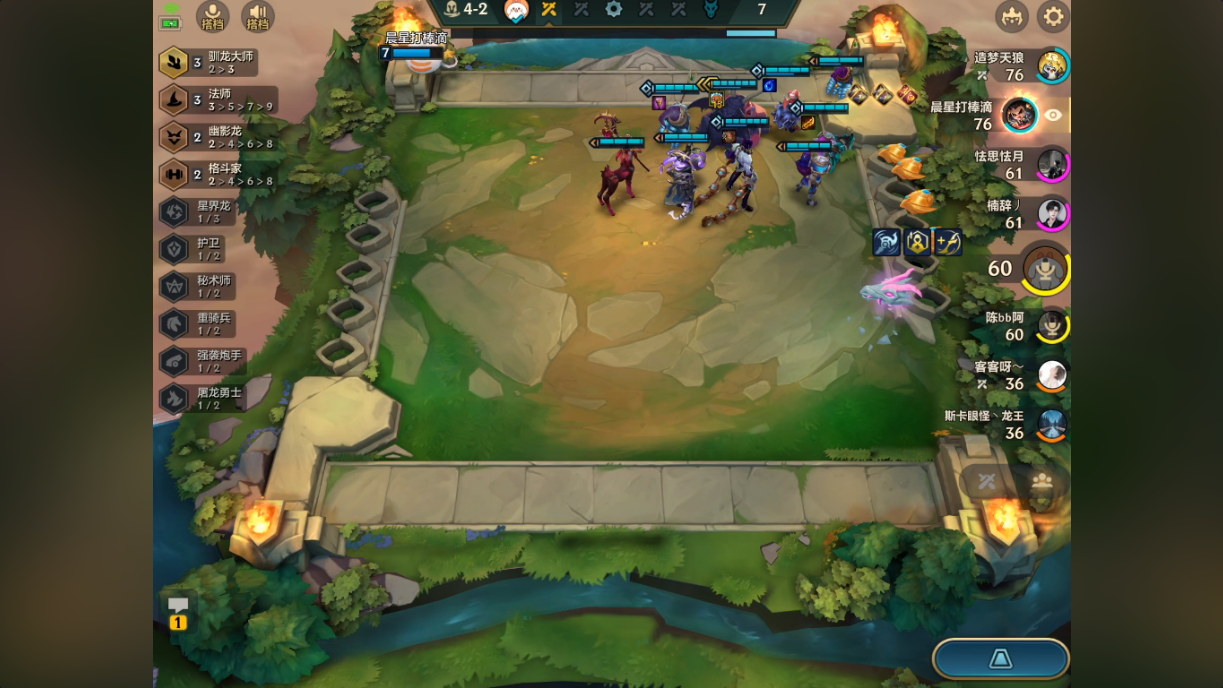 搭档
搭档
4-2
7
晨星打棒滴
7
3
驯龙大师
2>3
3
法师
3>5>7>9
2
幽影龙
2>4>6>8
2
格斗家
2>4>6>8
星界龙
1/3
护卫
1/2
秘术师
1/2
重骑兵
1/2
强袭炮手
1/2
屠龙勇士
1/2
造梦天狼
76
晨星打棒滴
76
怯思怯月
61
楠辞丿
61
60
陈bb阿
60
客客呀～
36
斯卡眼怪丶龙王
36
1